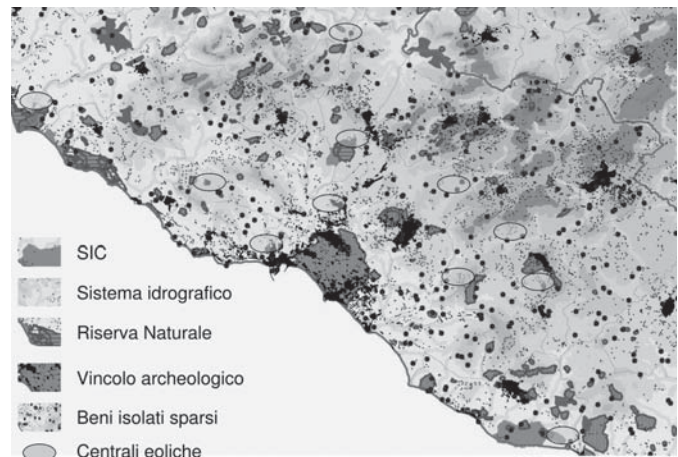 SIC
Sistema idrografico
Riserva Naturale
Vincolo archeologico
Beni isolati sparsi
Centrali eoliche